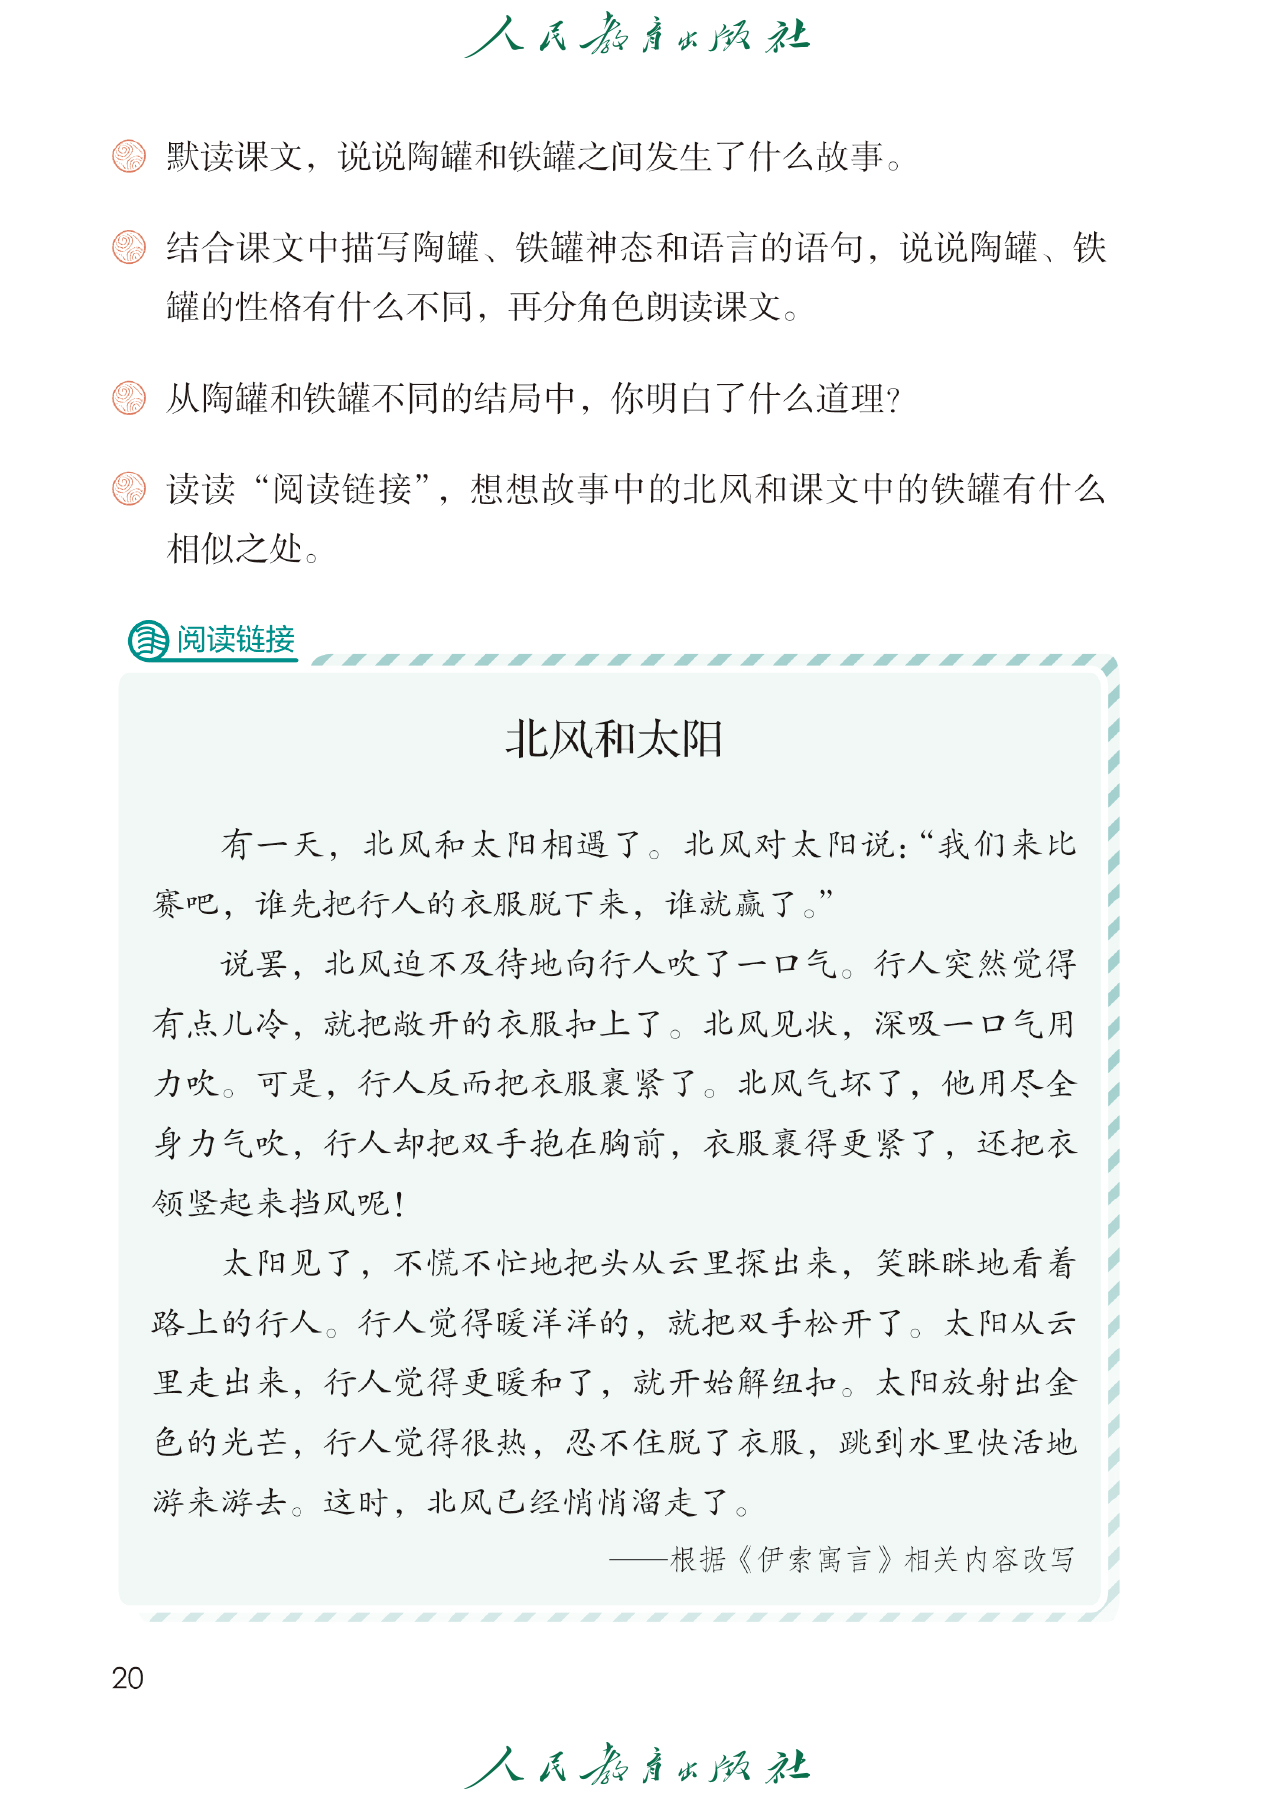 人民教育出版社
默读课文，说说陶罐和铁罐之间发生了什么故事。
结合课文中描写陶罐、铁罐神态和语言的语句，说说陶罐、铁
罐的性格有什么不同，再分角色朗读课文。
从陶罐和铁罐不同的结局中，你明白了什么道理？
读读“阅读链接”，想想故事中的北风和课文中的铁罐有什么
相似之处。
阅读链接
北风和太阳
有一天，北风和太阳相遇了。北风对太阳说：“我们来比
赛吧，谁先把行人的衣服脱下来，谁就赢了。”
说罢，北风迫不及待地向行人吹了一口气。行人突然觉得
有点儿冷，就把敞开的衣服扣上了。北风见状，深吸一口气用
力吹。可是，行人反而把衣服裹紧了。北风气坏了，他用尽全
身力气吹，行人却把双手抱在胸前，衣服裹得更紧了，还把衣
领竖起来挡风呢！
太阳见了，不慌不忙地把头从云里探出来，笑眯眯地看着
路上的行人。行人觉得暖洋洋的，就把双手松开了。太阳从云
里走出来，行人觉得更暖和了，就开始解纽扣。太阳放射出金
色的光芒，行人觉得很热，忍不住脱了衣服，跳到水里快活地
游来游去。这时，北风已经悄悄溜走了。
——根据《伊索寓言》相关内容改写
20
人民教育出版社